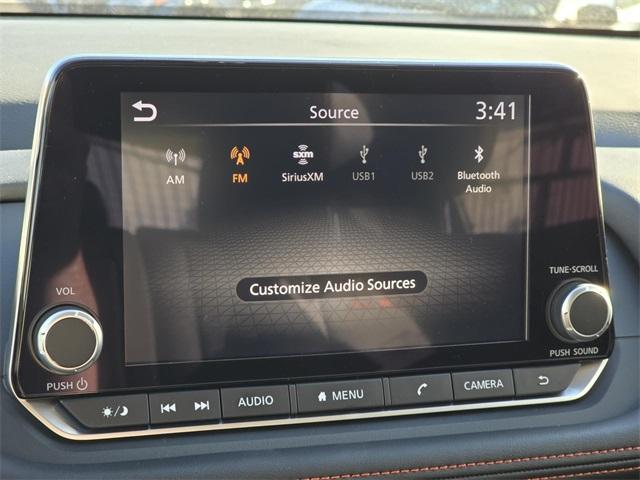 Source
3:41
AM
FM
sxm
SiriusXM
USB1
USB2
Bluetooth
Audio
Customize Audio Sources
VOL
PUSH
TUNE·SCROLL
PUSH SOUND
AUDIO
MENU
CAMERA